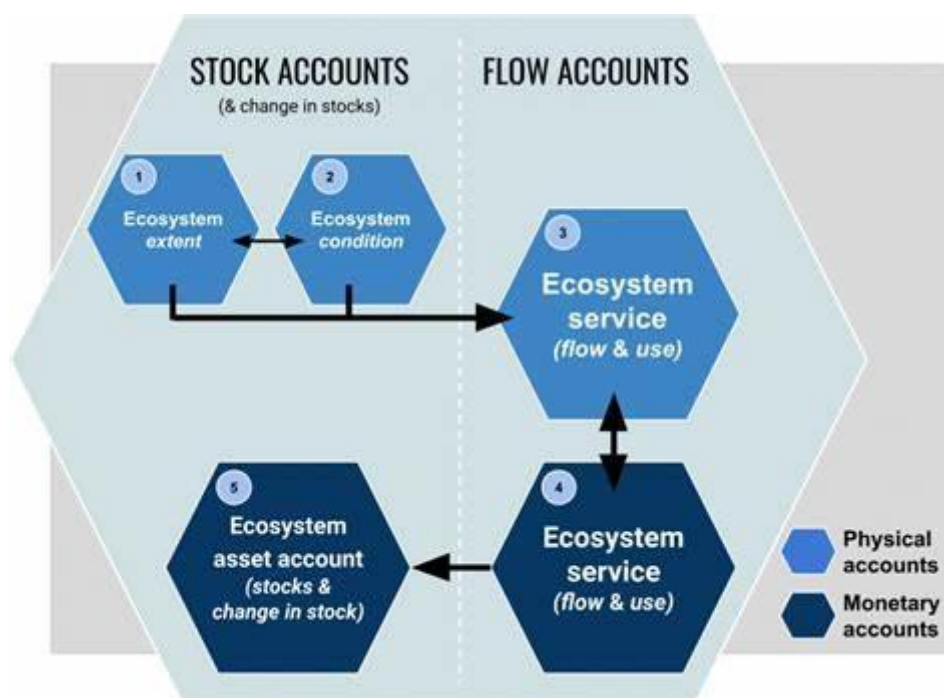 STOCK ACCOUNTS
(& change in stocks)
FLOW ACCOUNTS
1
Ecosystem
extent
2
Ecosystem
condition
3
Ecosystem
service
(flow & use)
5
Ecosystem
asset account
(stocks &
change in stock)
4
Ecosystem
service
(flow & use)
Physical
accounts
Monetary
accounts